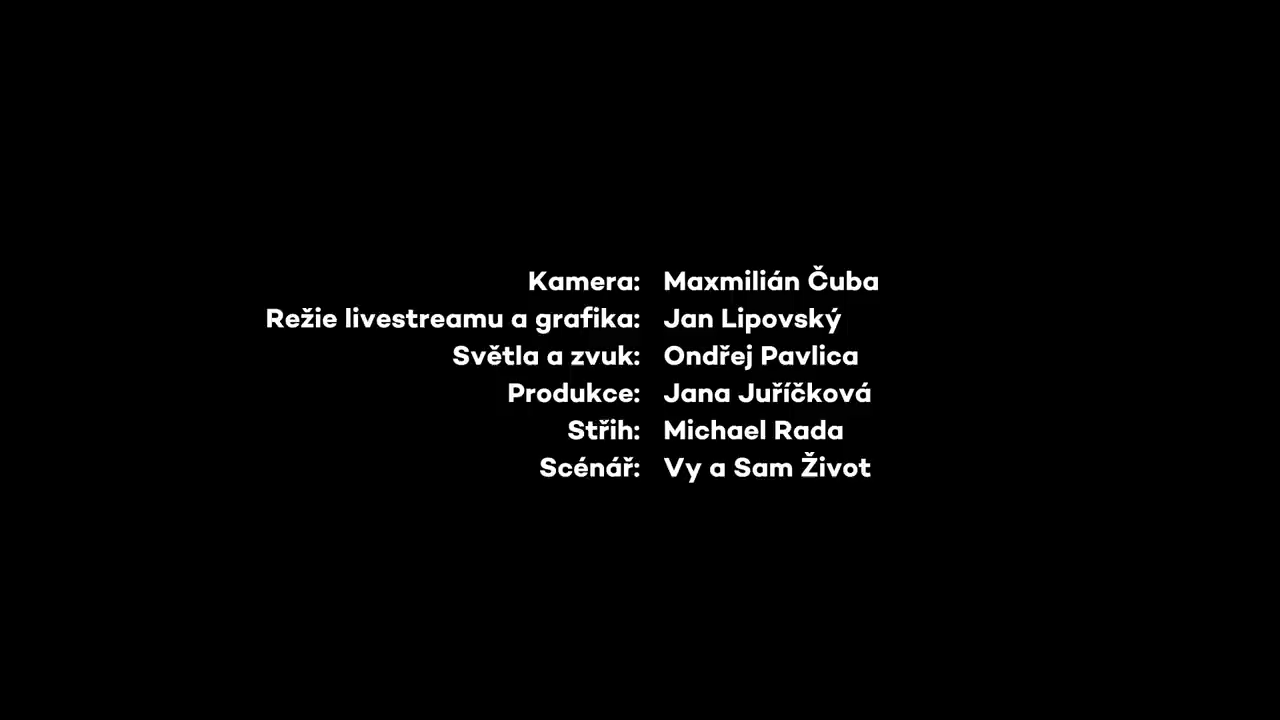 Kamera: Maxmilián Čuba
Režie livestreamu a grafika: Jan Lipovský
Světla a zvuk: Ondřej Pavlica
Produkce: Jana Juříčková
Střih: Michael Rada
Scénář: Vy a Sam Život